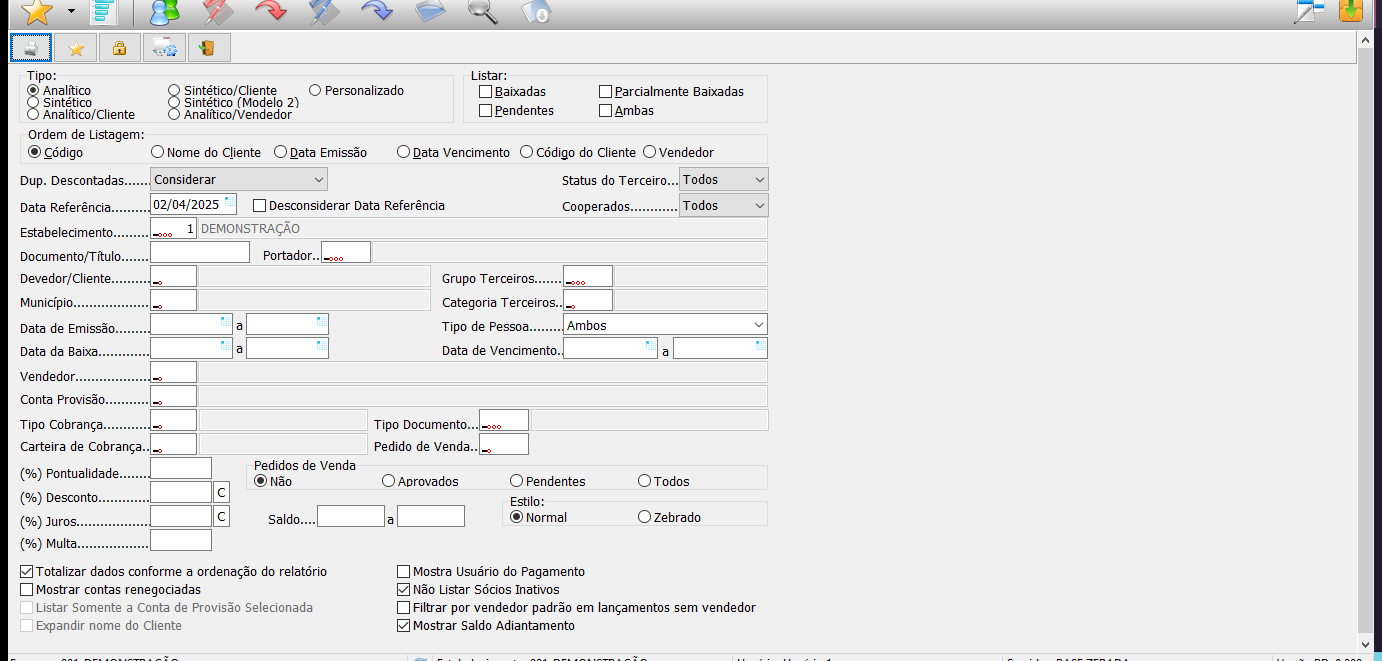 Tipo:
Analítico
Sintético/Cliente
Personalizado
Sintético
Sintético (Modelo 2)
Analítico/Cliente
Analítico/Vendedor
Listar:
Baixadas
Parcialmente Baixadas
Pendentes
Ambas
Ordem de Listagem:
Código
Nome do Cliente
Data Emissão
Data Vencimento
Código do Cliente
Vendedor
Dup. Descontadas......
Considerar
Status do Terceiro...
Todos
Data Referência.........
02/04/2025
Desconsiderar Data Referência
Cooperados............
Todos
Estabelecimento.........
1
DEMONSTRAÇÃO
Documento/Título......
Portador..
Devedor/Cliente.........
Grupo Terceiros.......
Município...................
Categoria Terceiros..
Data de Emissão.........
a
Tipo de Pessoa........
Ambos
Data da Baixa............
a
Data de Vencimento..
a
Vendedor..................
Conta Provisão...........
Tipo Cobrança...........
Tipo Documento...
Carteira de Cobrança..
Pedido de Venda..
(%) Pontualidade.......
Pedidos de Venda
Não
Aprovados
Pendentes
Todos
(%) Desconto............
C
(%) Juros..................
C
Saldo....
a
Estilo:
Normal
Zebrado
(%) Multa.................
Totalizar dados conforme a ordenação do relatório
Mostra Usuário do Pagamento
Mostrar contas renegociadas
Não Listar Sócios Inativos
Listar Somente a Conta de Provisão Selecionada
Filtrar por vendedor padrão em lançamentos sem vendedor
Expandir nome do Cliente
Mostrar Saldo Adiantamento